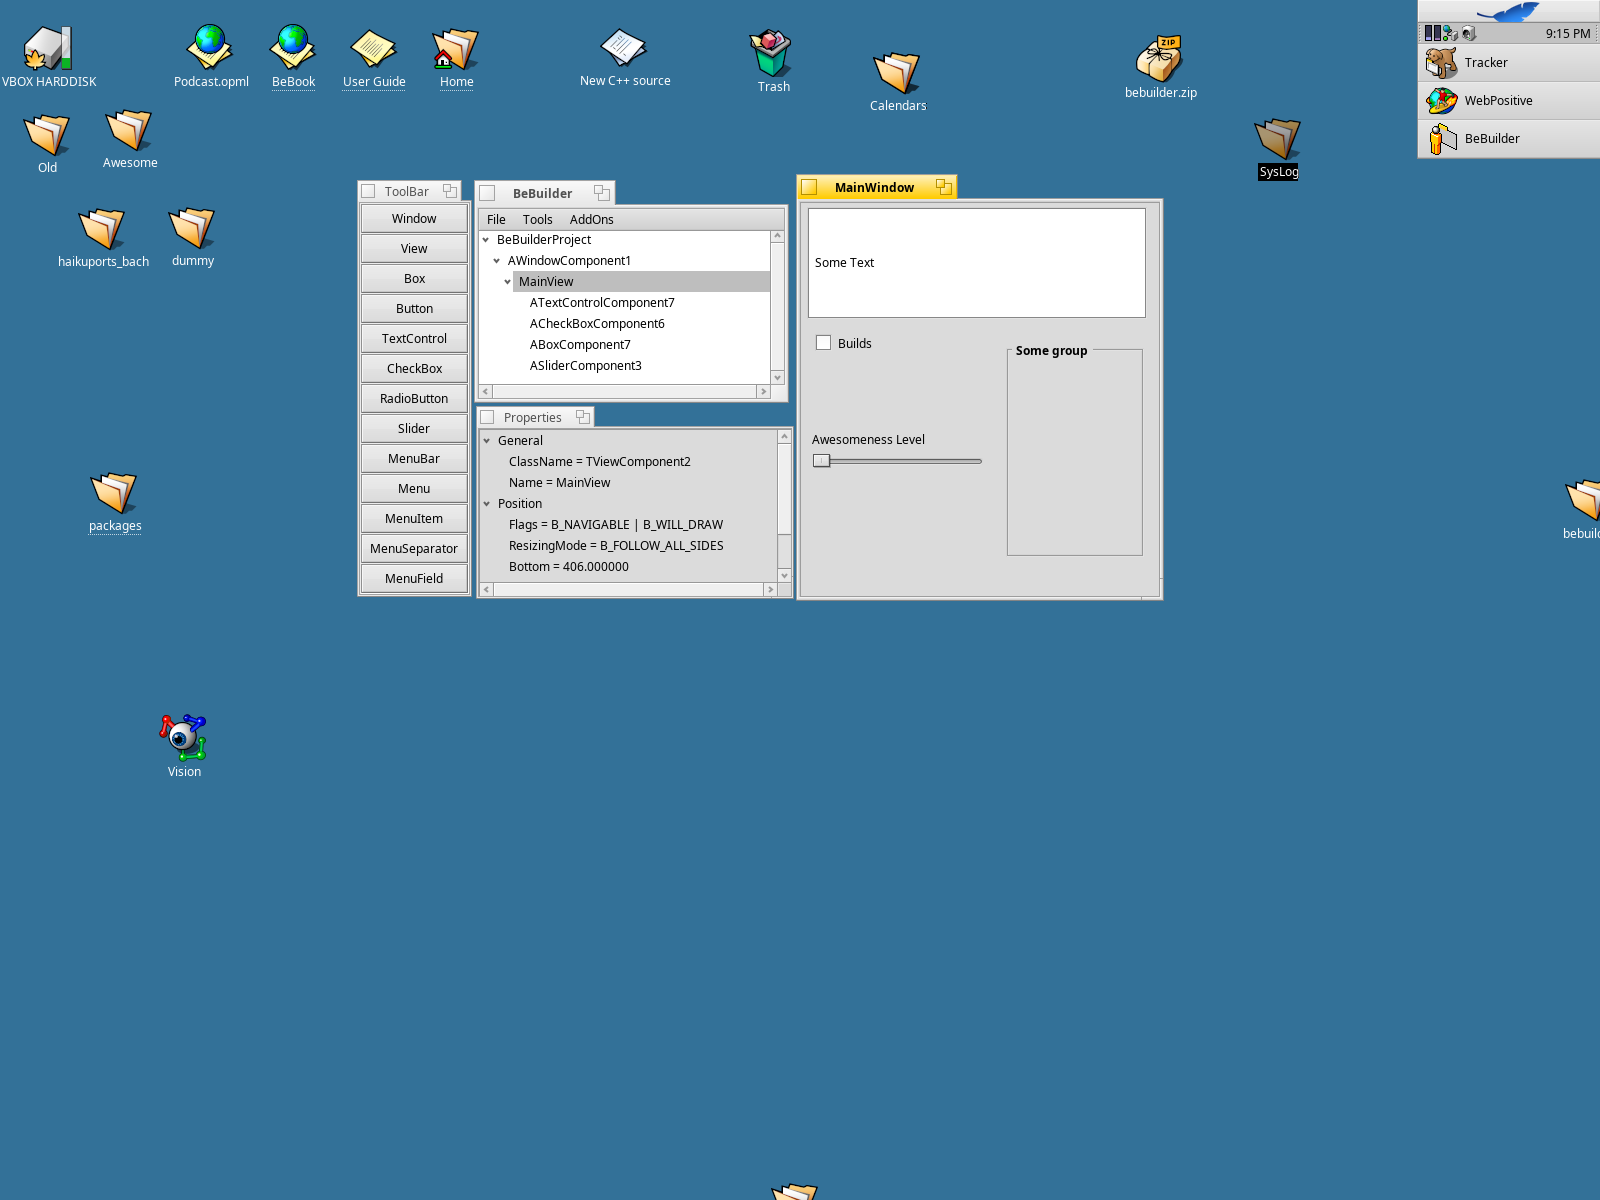 VBOX HARDDISK
Podcast.opml
BeBook
User Guide
Home
New C++ source
Trash
Calendars
ZIP
bebuilder.zip
9:15 PM
Tracker
WebPositive
BeBuilder
Old
Awesome
SysLog
haikuports_bach
dummy
packages
Vision
ToolBar
Window
View
Box
Button
TextControl
CheckBox
RadioButton
Slider
MenuBar
Menu
MenuItem
MenuSeparator
MenuField
BeBuilder
File Tools AddOns
BeBuilderProject
AWindowComponent1
MainView
ATextControlComponent7
ACheckBoxComponent6
ABoxComponent7
ASliderComponent3
Properties
General
ClassName = TViewComponent2
Name = MainView
Position
Flags = B_NAVIGABLE | B_WILL_DRAW
ResizingMode = B_FOLLOW_ALL_SIDES
Bottom = 406.000000
MainWindow
Some Text
Builds
Some group
Awesomeness Level